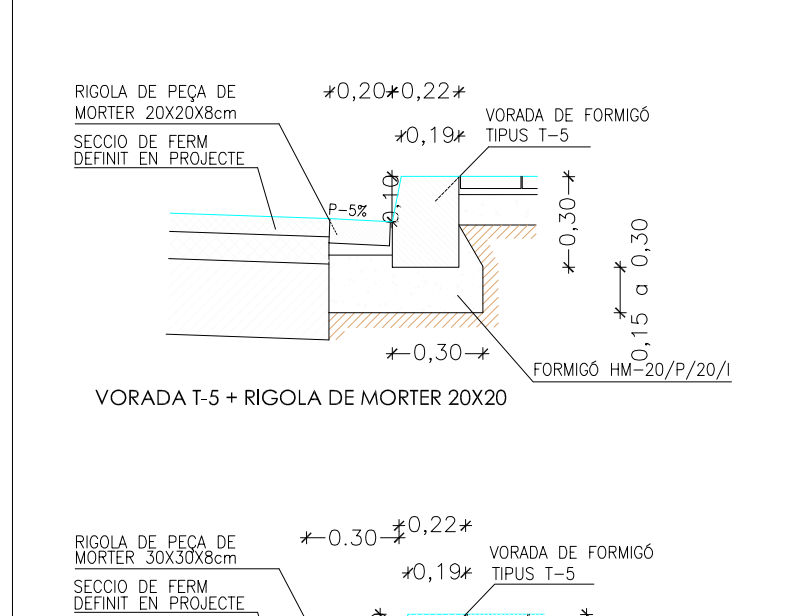 RIGOLA DE PEÇA DE
MORTER 20X20X8cm
SECCIO DE FERM
DEFINIT EN PROJECTE
0,20
0,22
0,19
VORADA DE FORMIGÓ
TIPUS T-5
0,10
P-5%
0,30
0,15 a 0,30
0,30
FORMIGÓ HM-20/P/20/I
VORADA T-5 + RIGOLA DE MORTER 20X20
RIGOLA DE PEÇA DE
MORTER 30X30X8cm
SECCIO DE FERM
DEFINIT EN PROJECTE
0.30
0,22
0,19
VORADA DE FORMIGÓ
TIPUS T-5